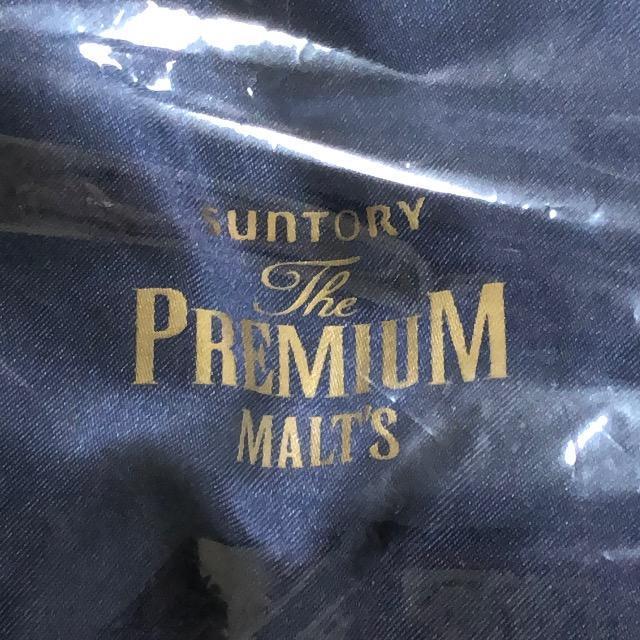 SUNTORY
The
PREMIUM
MALT'S